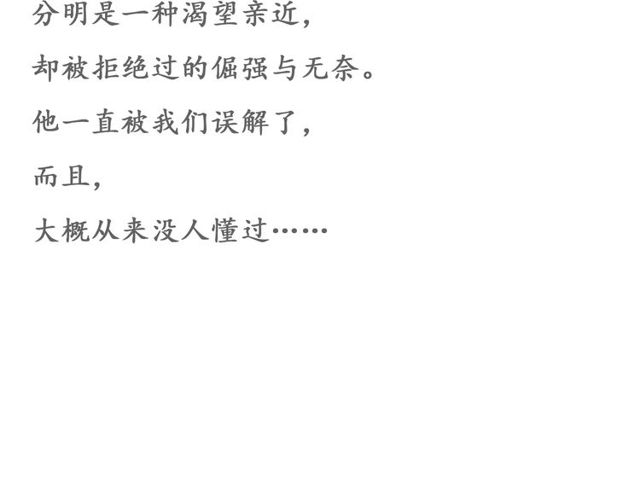 分明是一种渴望亲近，
却被拒绝过的倔强与无奈。
他一直被我们误解了，
而且，
大概从来没人懂过……